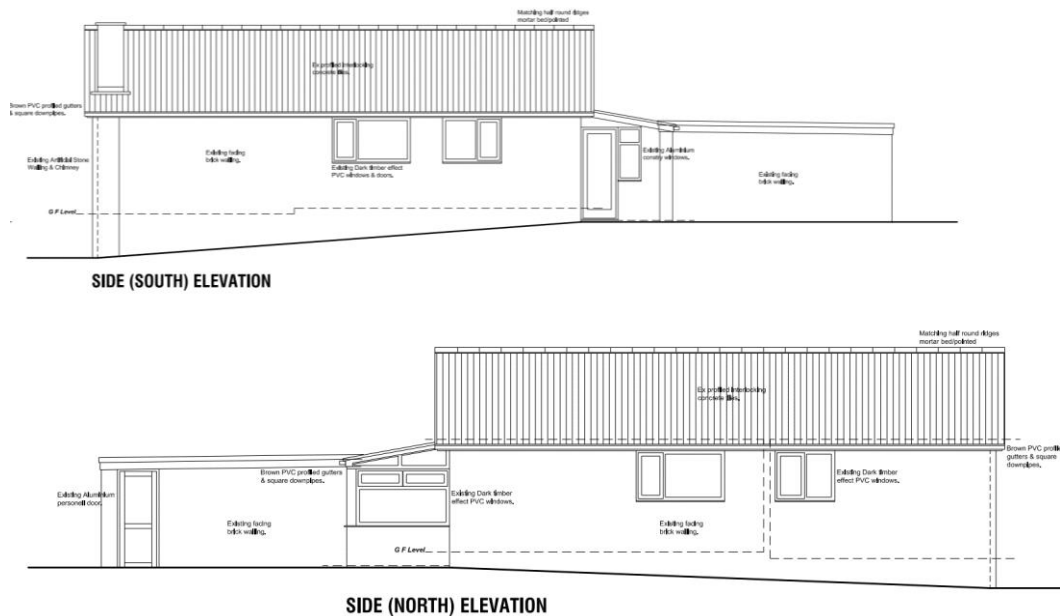 Matching half round ridges
mortar bed/pointed
Ex profiled interlocking
concrete tiles.
Brown PVC profiled gutters
& square downpipes.
Existing Artificial Stone
Walling & Chimney
Existing facing
brick walling.
Existing Dark timber effect
PVC windows & doors.
Existing Aluminium
consty windows.
Existing facing
brick walling.
G F Level
SIDE (SOUTH) ELEVATION
Matching half round ridges
mortar bed/pointed
Ex profiled interlocking
concrete tiles.
Brown PVC profiled
gutters & square
downpipes.
Brown PVC profiled gutters
& square downpipes.
Existing Aluminium
personell door.
Existing Dark timber
effect PVC windows.
Existing Dark timber
effect PVC windows.
Existing facing
brick walling.
Existing facing
brick walling.
G F Level
SIDE (NORTH) ELEVATION